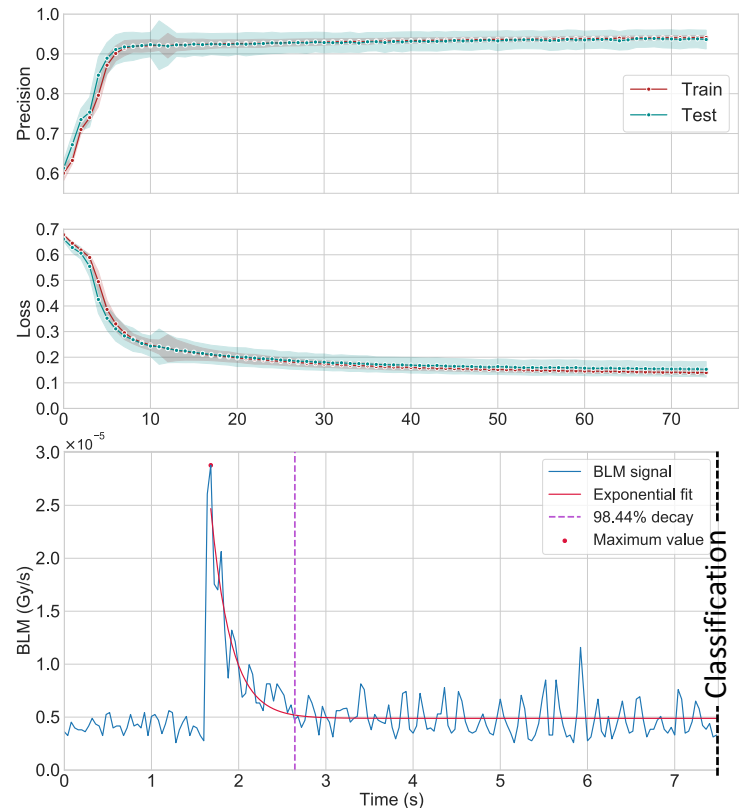 1.0
0.9
0.8
0.7
0.6
Precision
Train
Test
0.7
0.6
0.5
0.4
0.3
0.2
0.1
0.0
Loss
0 10 20 30 40 50 60 70
×10⁻⁵
3.0
2.5
2.0
1.5
1.0
0.5
0.0
BLM (Gy/s)
BLM signal
Exponential fit
98.44% decay
Maximum value
Classification
0 1 2 3 4 5 6 7
Time (s)